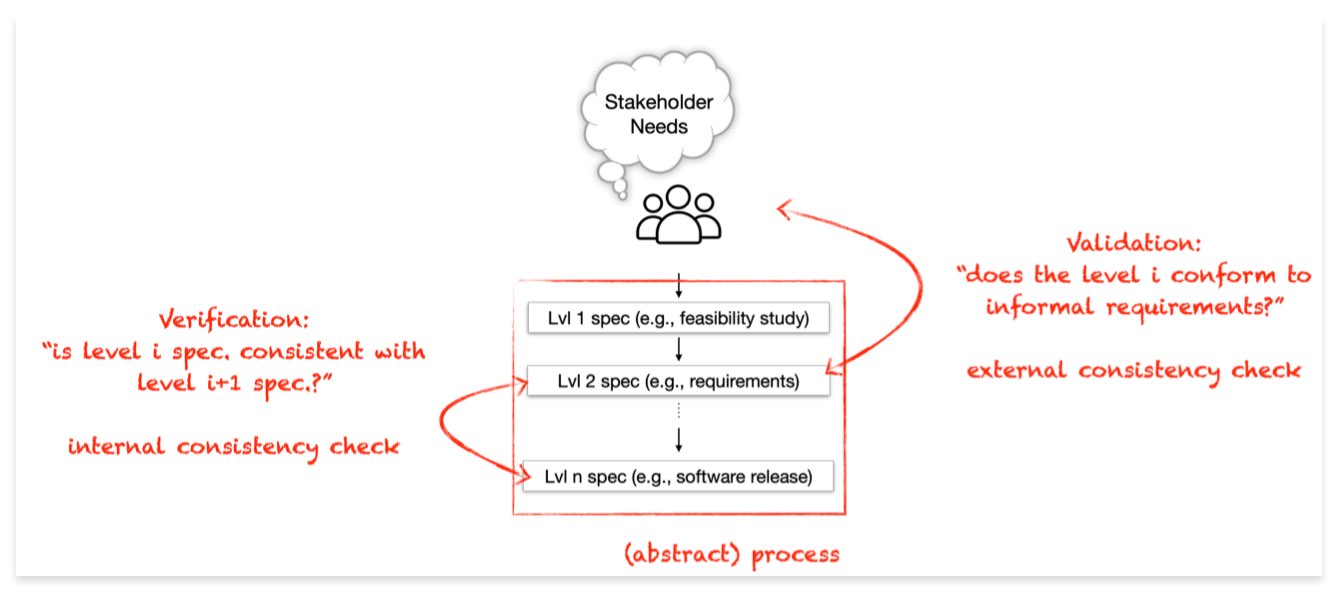 Stakeholder
Needs
Validation:
“does the level i conform to
informal requirements?”
external consistency check
Verification:
“is level i spec. consistent with
level i+1 spec.?”
internal consistency check
Lvl 1 spec (e.g., feasibility study)
Lvl 2 spec (e.g., requirements)
Lvl n spec (e.g., software release)
(abstract) process